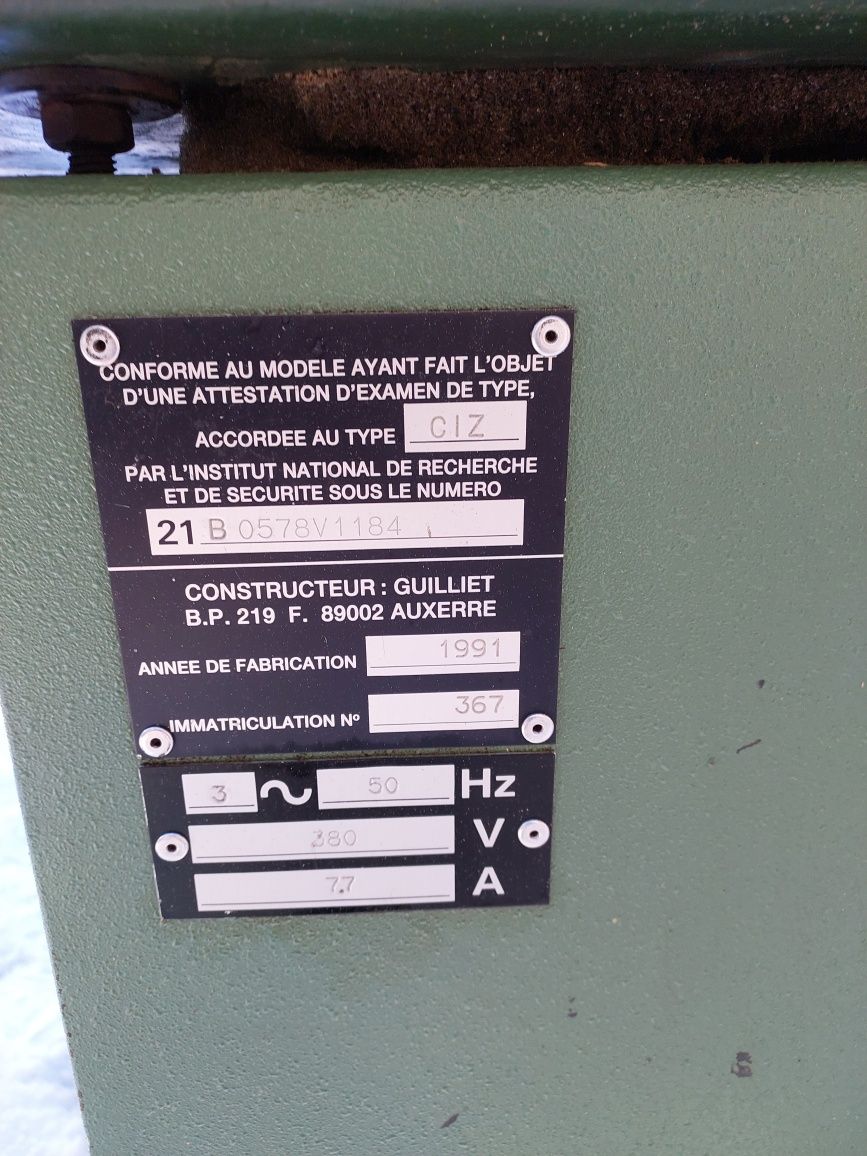 CONFORME AU MODELE AYANT FAIT L'OBJET
D'UNE ATTESTATION D'EXAMEN DE TYPE,
ACCORDEE AU TYPE CIZ
PAR L'INSTITUT NATIONAL DE RECHERCHE
ET DE SECURITE SOUS LE NUMERO
21 B 0578V1184
CONSTRUCTEUR : GUILLIET
B.P. 219 F. 89002 AUXERRE
ANNEE DE FABRICATION 1991
IMMATRICULATION Nº 367
3 ~ 50 Hz
380 V
7.7 A